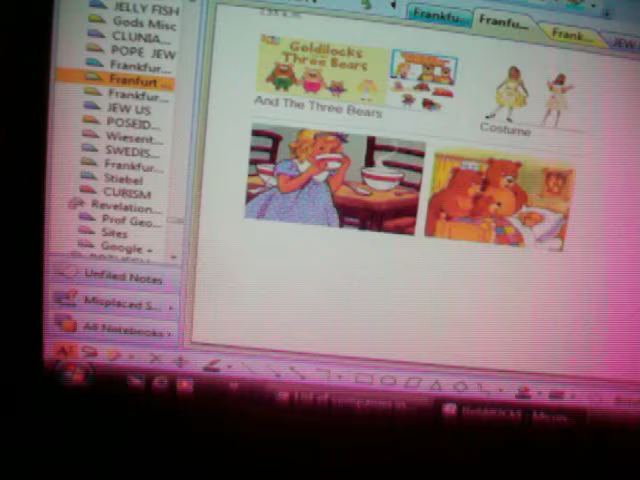 JELLY FISH
Gods Misc
CLUNIA...
POPE JEW
Frankfur...
Franfurt ...
Frankfur...
JEW US
POSEID...
Wiesent...
SWEDIS...
Frankfur...
Stiebel
CUBISM
Revelation...
Prof Geo...
Sites
Google +
Unfiled Notes
Misplaced S...
All Notebooks
Frankfu...
Franfu...
Frank...
JEW
Goldilocks
Three Bears
And The Three Bears
Costume